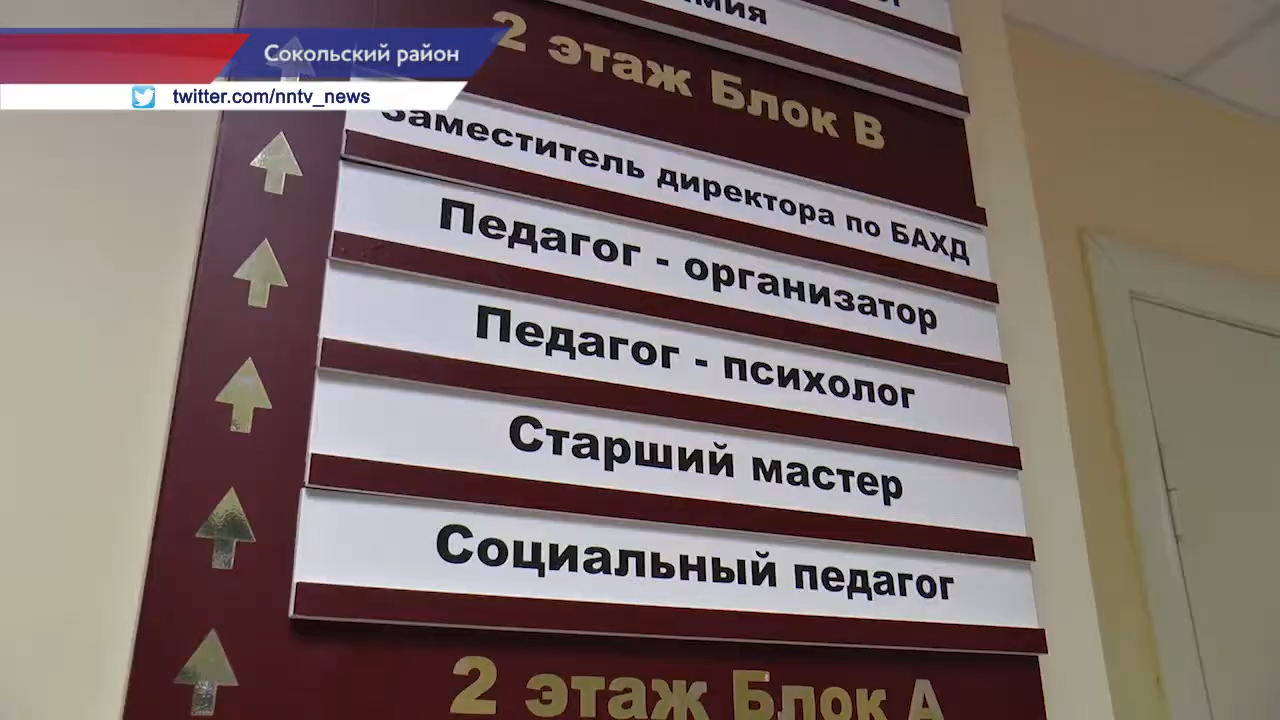 Сокольский район
twitter.com/nntv_news
2 этаж Блок В
Заместитель директора по БАХД
Педагог - организатор
Педагог - психолог
Старший мастер
Социальный педагог
2 этаж Блок А